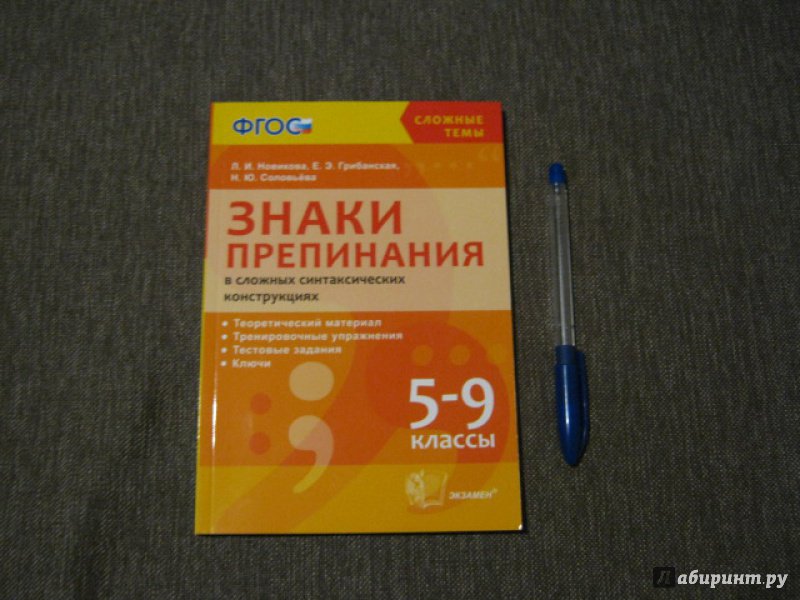 ФГОС
СЛОЖНЫЕ
ТЕМЫ
Л. И. Новикова, Е. Э. Грибанская,
Н. Ю. Соловьёва
ЗНАКИ
ПРЕПИНАНИЯ
в сложных синтаксических
конструкциях
• Теоретический материал
• Тренировочные упражнения
• Тестовые задания
• Ключи
5-9
классы
ЭКЗАМЕН®
Лабиринт.ру